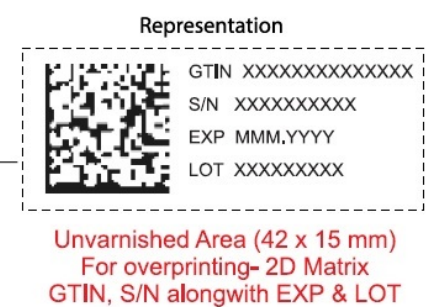 Representation
GTIN XXXXXXXXXXXXXX
S/N XXXXXXXXXX
EXP MMM.YYYY
LOT XXXXXXXXX
Unvarnished Area (42 x 15 mm)
For overprinting- 2D Matrix
GTIN, S/N alongwith EXP & LOT